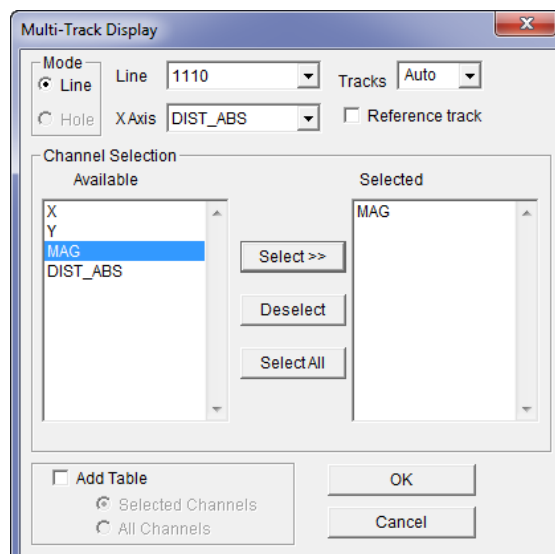 Multi-Track Display
Mode
Line
Hole
Line 1110
X Axis DIST_ABS
Tracks Auto
Reference track
Channel Selection
Available
X
Y
MAG
DIST_ABS
Select >>
Deselect
Select All
Selected
MAG
Add Table
Selected Channels
All Channels
OK
Cancel